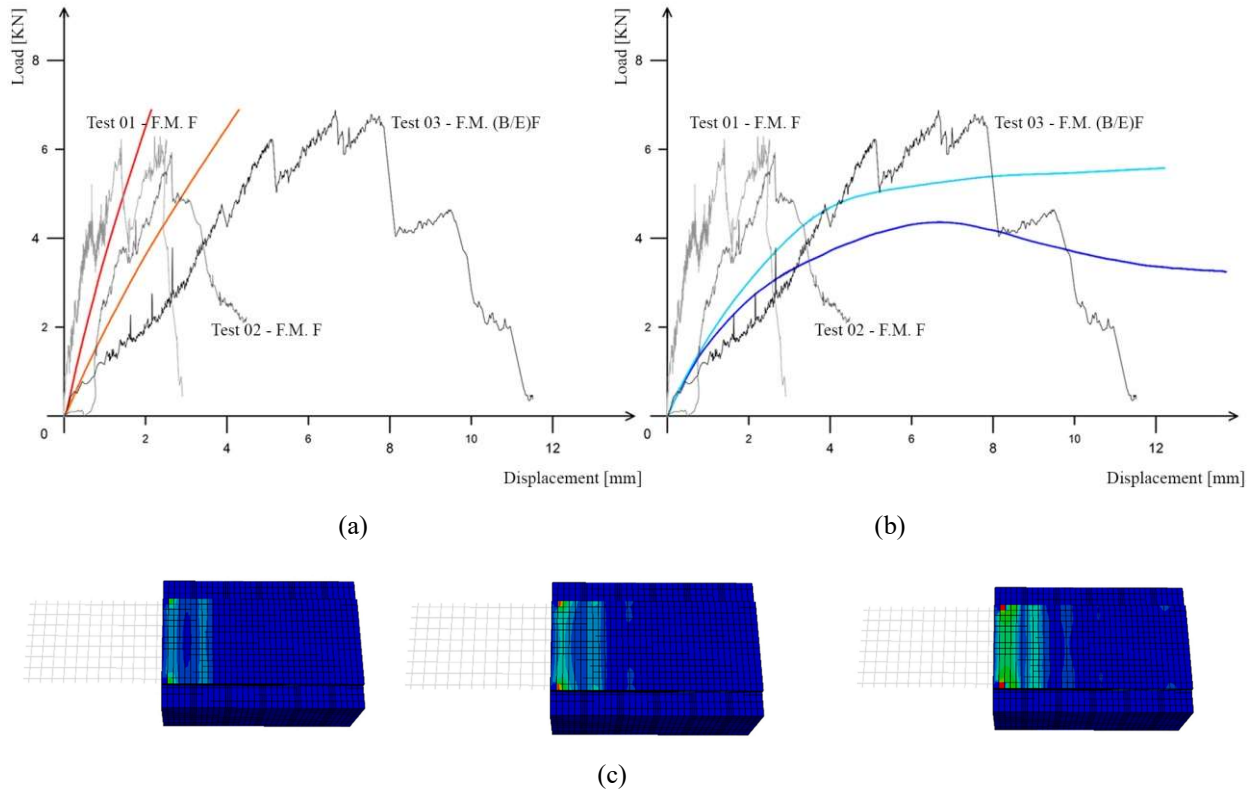 Load [KN]
8
6
4
2
0
2
4
6
8
10
12
Test 01 - F.M. F
Test 03 - F.M. (B/E)F
Test 02 - F.M. F
Displacement [mm]
(a)
Load [KN]
8
6
4
2
0
2
4
6
8
10
12
Test 01 - F.M. F
Test 03 - F.M. (B/E)F
Test 02 - F.M. F
Displacement [mm]
(b)
(c)